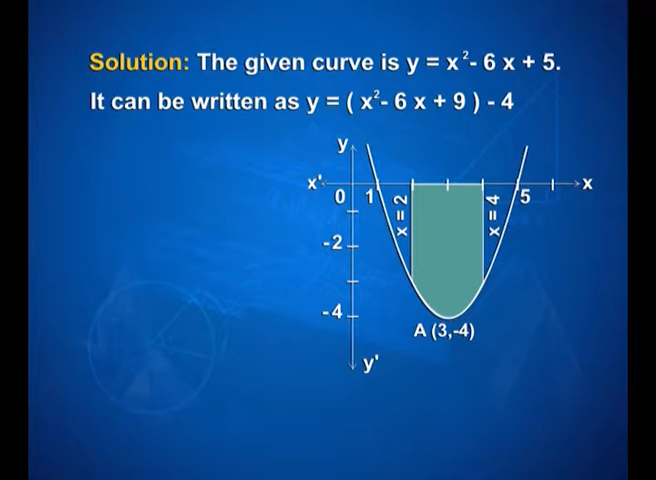 Solution: The given curve is y = x²- 6 x + 5.
It can be written as y = ( x²- 6 x + 9 ) - 4
y
x'
x
0
1
x = 2
x = 4
5
-2
-4
A (3,-4)
y'